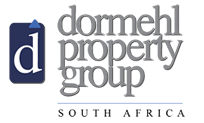 d
dormehl
property
group
SOUTH AFRICA